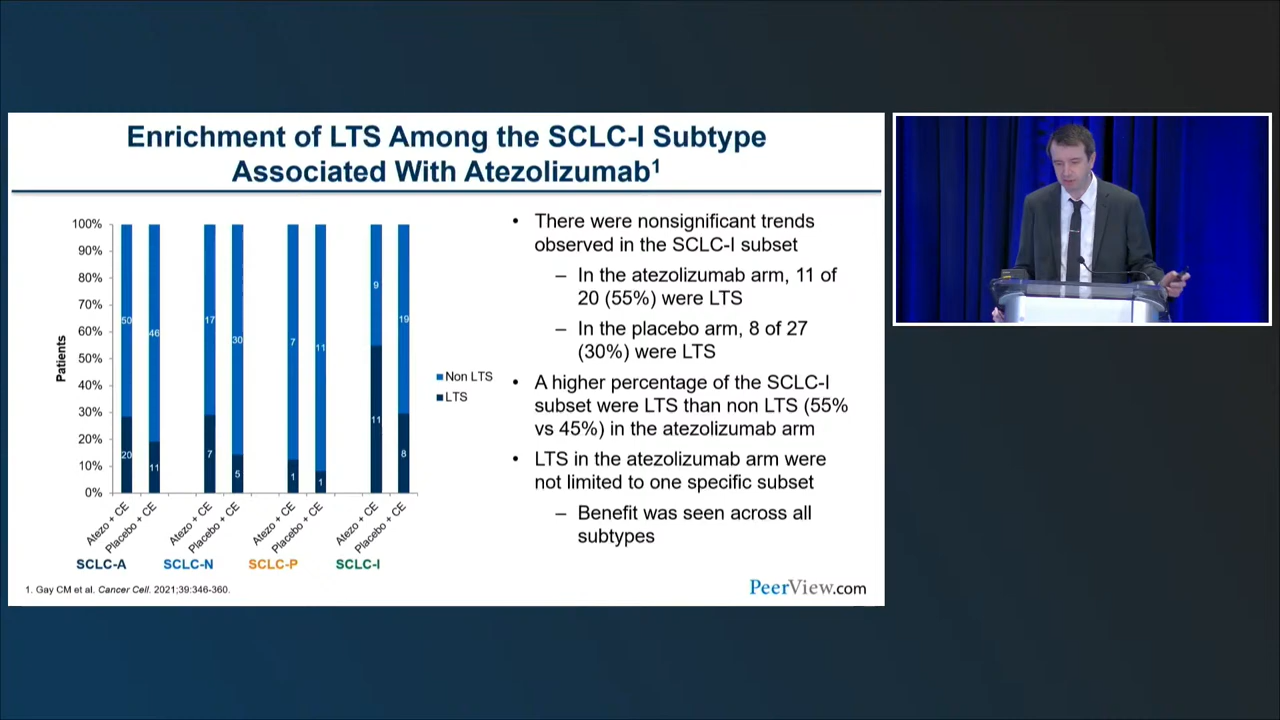 Enrichment of LTS Among the SCLC-I Subtype
Associated With Atezolizumab1
100%
90%
80%
70%
60%
50%
40%
30%
20%
10%
0%
Patients
50
46
17
30
7
11
9
19
20
11
7
5
1
1
11
8
Non LTS
LTS
Atezo + CE
Placebo + CE
Atezo + CE
Placebo + CE
Atezo + CE
Placebo + CE
Atezo + CE
Placebo + CE
SCLC-A
SCLC-N
SCLC-P
SCLC-I
• There were nonsignificant trends
observed in the SCLC-I subset
– In the atezolizumab arm, 11 of
20 (55%) were LTS
– In the placebo arm, 8 of 27
(30%) were LTS
• A higher percentage of the SCLC-I
subset were LTS than non LTS (55%
vs 45%) in the atezolizumab arm
• LTS in the atezolizumab arm were
not limited to one specific subset
– Benefit was seen across all
subtypes
1. Gay CM et al. Cancer Cell. 2021;39:346-360.
PeerView.com